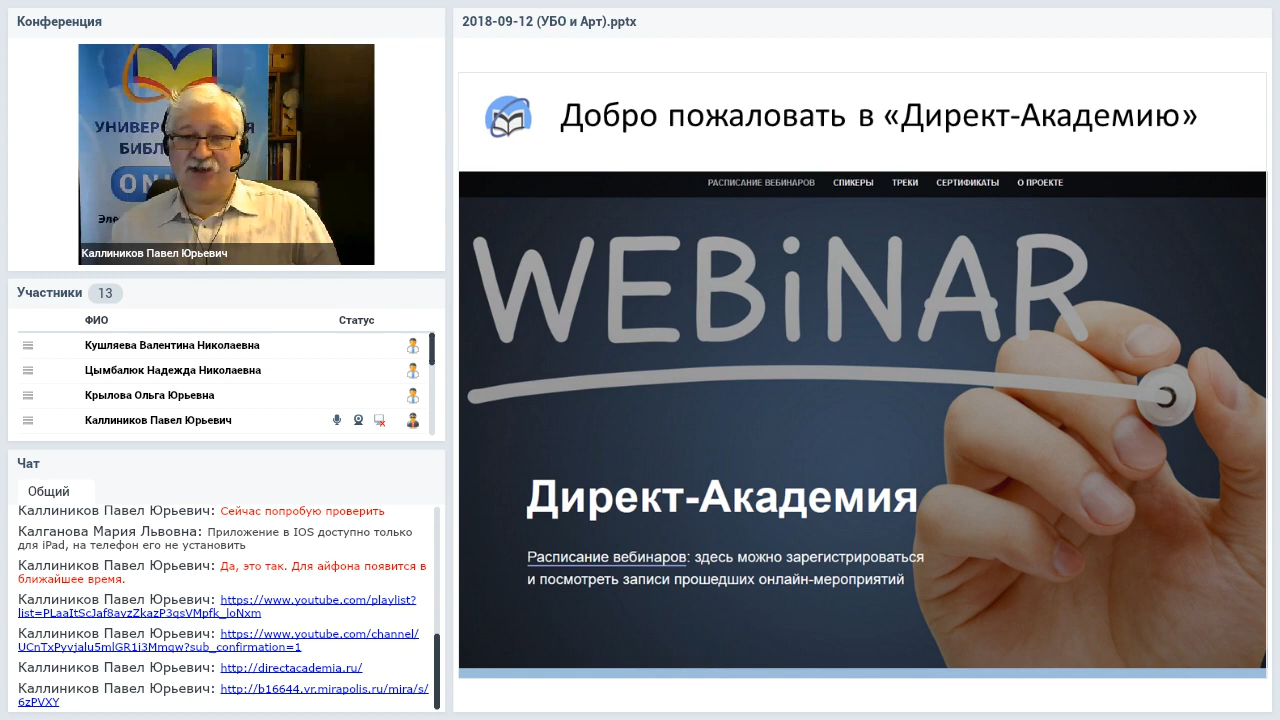 Конференция
УНИВЕР
БИБЛ
ON
Эле
Каллиников Павел Юрьевич
Участники 13
ФИО Статус
Кушляева Валентина Николаевна
Цымбалюк Надежда Николаевна
Крылова Ольга Юрьевна
Каллиников Павел Юрьевич
Чат
Общий
Каллиников Павел Юрьевич: Сейчас попробую проверить
Калганова Мария Львовна: Приложение в IOS доступно только
для iPad, на телефон его не установить
Каллиников Павел Юрьевич: Да, это так. Для айфона появится в
ближайшее время.
Каллиников Павел Юрьевич: https://www.youtube.com/playlist?
list=PLaaItScJaf8avzZkazP3qsVMpfk_loNxm
Каллиников Павел Юрьевич: https://www.youtube.com/channel/
UCnTxPyvjalu5mlGR1i3Mmqw?sub_confirmation=1
Каллиников Павел Юрьевич: http://directacademia.ru/
Каллиников Павел Юрьевич: http://b16644.vr.mirapolis.ru/mira/s/
6zPVXY
2018-09-12 (УБО и Арт).pptx
Добро пожаловать в «Директ-Академию»
РАСПИСАНИЕ ВЕБИНАРОВ СПИКЕРЫ ТРЕКИ СЕРТИФИКАТЫ О ПРОЕКТЕ
WEBiNAR
Директ-Академия
Расписание вебинаров: здесь можно зарегистрироваться
и посмотреть записи прошедших онлайн-мероприятий